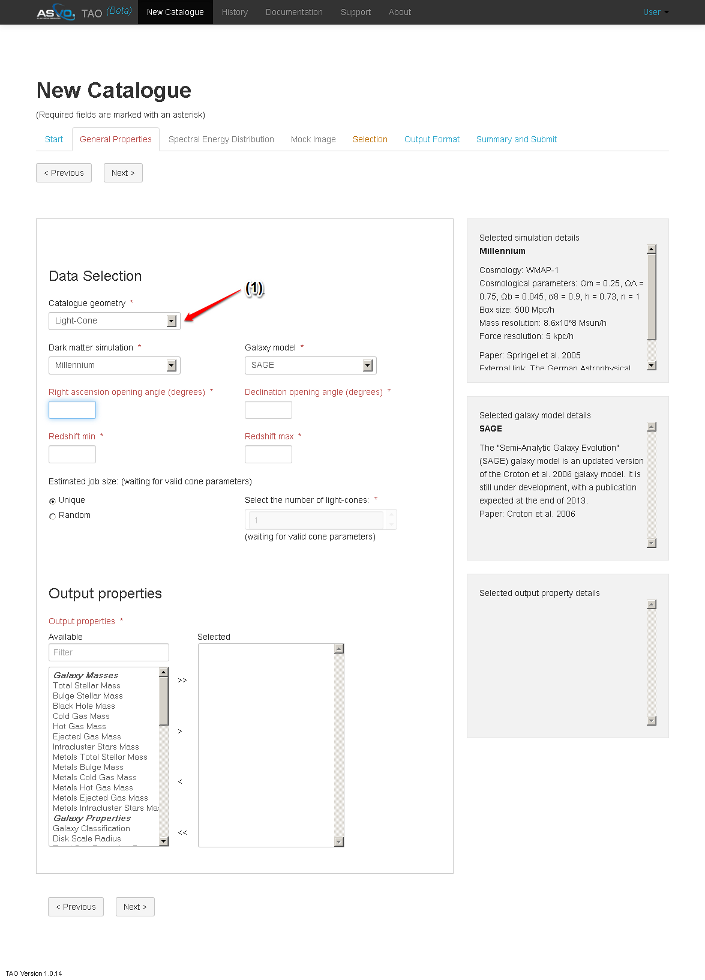 ASVO TAO (Beta) New Catalogue History Documentation Support About User
New Catalogue
(Required fields are marked with an asterisk)
Start General Properties Spectral Energy Distribution Mock Image Selection Output Format Summary and Submit
< Previous Next >
Data Selection
Catalogue geometry *
(1)
Light-Cone
Dark matter simulation * Galaxy model *
Millennium SAGE
Right ascension opening angle (degrees) * Declination opening angle (degrees) *
Redshift min * Redshift max *
Estimated job size: (waiting for valid cone parameters)
Unique Select the number of light-cones: *
Random 1
(waiting for valid cone parameters)
Output properties
Output properties *
Available Selected
Filter
>>
>
<
<<
Galaxy Masses
Total Stellar Mass
Bulge Stellar Mass
Black Hole Mass
Cold Gas Mass
Hot Gas Mass
Ejected Gas Mass
Intracluster Stars Mass
Metals Total Stellar Mass
Metals Bulge Mass
Metals Cold Gas Mass
Metals Hot Gas Mass
Metals Ejected Gas Mass
Metals Intracluster Stars Ma
Galaxy Properties
Galaxy Classification
Disk Scale Radius
Selected simulation details
Millennium
Cosmology: WMAP-1
Cosmological parameters: Ωm = 0.25, ΩΛ =
0.75, Ωb = 0.045, σ8 = 0.9, h = 0.73, n = 1
Box size: 500 Mpc/h
Mass resolution: 8.6x10^8 Msun/h
Force resolution: 5 kpc/h
Paper: Springel et al. 2005
External link: The German Astrophysical
Selected galaxy model details
SAGE
The "Semi-Analytic Galaxy Evolution"
(SAGE) galaxy model is an updated version
of the Croton et al. 2006 galaxy model. It is
still under development, with a publication
expected at the end of 2013.
Paper: Croton et al. 2006
Selected output property details
< Previous Next >
TAO Version 1.0.14